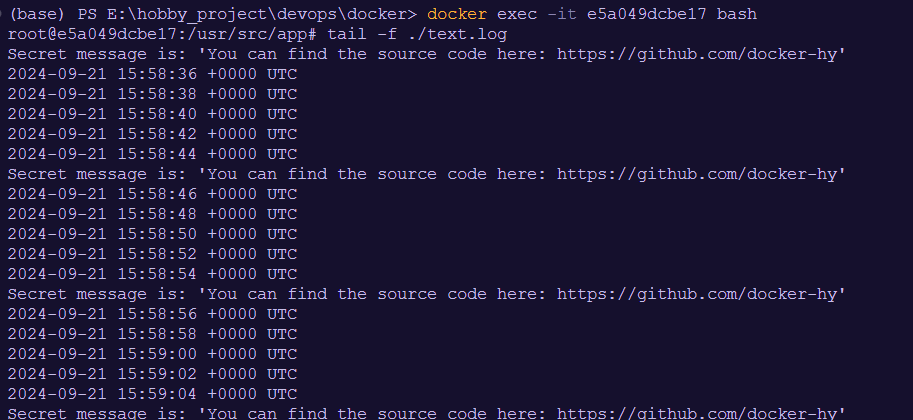 (base) PS E:\hobby_project\devops\docker> docker exec -it e5a049dcbe17 bash
root@e5a049dcbe17:/usr/src/app# tail -f ./text.log
Secret message is: 'You can find the source code here: https://github.com/docker-hy'
2024-09-21 15:58:36 +0000 UTC
2024-09-21 15:58:38 +0000 UTC
2024-09-21 15:58:40 +0000 UTC
2024-09-21 15:58:42 +0000 UTC
2024-09-21 15:58:44 +0000 UTC
Secret message is: 'You can find the source code here: https://github.com/docker-hy'
2024-09-21 15:58:46 +0000 UTC
2024-09-21 15:58:48 +0000 UTC
2024-09-21 15:58:50 +0000 UTC
2024-09-21 15:58:52 +0000 UTC
2024-09-21 15:58:54 +0000 UTC
Secret message is: 'You can find the source code here: https://github.com/docker-hy'
2024-09-21 15:58:56 +0000 UTC
2024-09-21 15:58:58 +0000 UTC
2024-09-21 15:59:00 +0000 UTC
2024-09-21 15:59:02 +0000 UTC
2024-09-21 15:59:04 +0000 UTC
Secret message is: 'You can find the source code here: https://github.com/docker-hy'